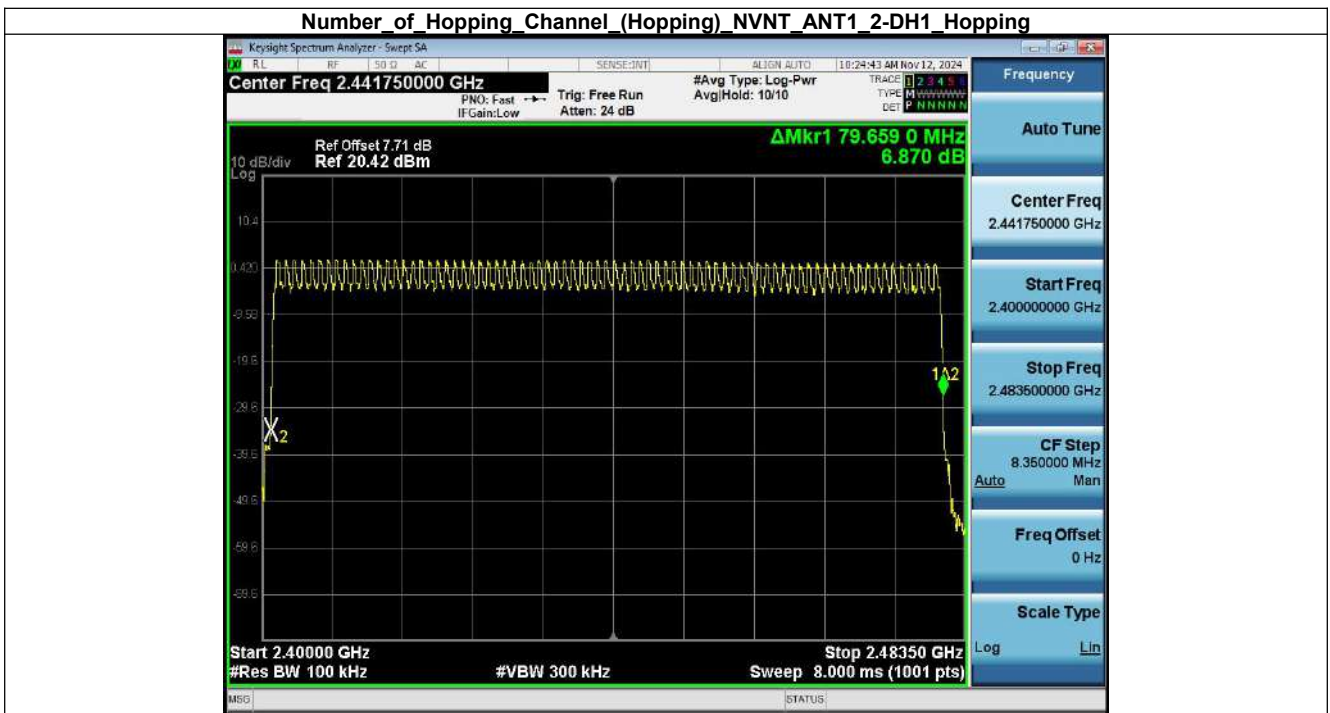 Number_of_Hopping_Channel_(Hopping)_NVNT_ANT1_2-DH1_Hopping
Keysight Spectrum Analyzer - Swept SA
RL RF 50 Ω AC SENSE:INT ALIGN AUTO 10:24:43 AM Nov 12, 2024
Center Freq 2.441750000 GHz
PNO: Fast
IFGain:Low
Trig: Free Run
Atten: 24 dB
#Avg Type: Log-Pwr
Avg|Hold: 10/10
TRACE 1 2 3 4 5 6
TYPE M WWWWW
DET P N N N N N
Ref Offset 7.71 dB
10 dB/div Ref 20.42 dBm
Log
ΔMkr1 79.659 0 MHz
6.870 dB
10.4
0.420
-9.58
-19.6
-29.6
-39.6
-49.6
-59.6
-69.6
1Δ2
X2
Start 2.40000 GHz Stop 2.48350 GHz
#Res BW 100 kHz #VBW 300 kHz Sweep 8.000 ms (1001 pts)
MSG STATUS
Frequency
Auto Tune
Center Freq
2.441750000 GHz
Start Freq
2.400000000 GHz
Stop Freq
2.483500000 GHz
CF Step
8.350000 MHz
Auto Man
Freq Offset
0 Hz
Scale Type
Log Lin